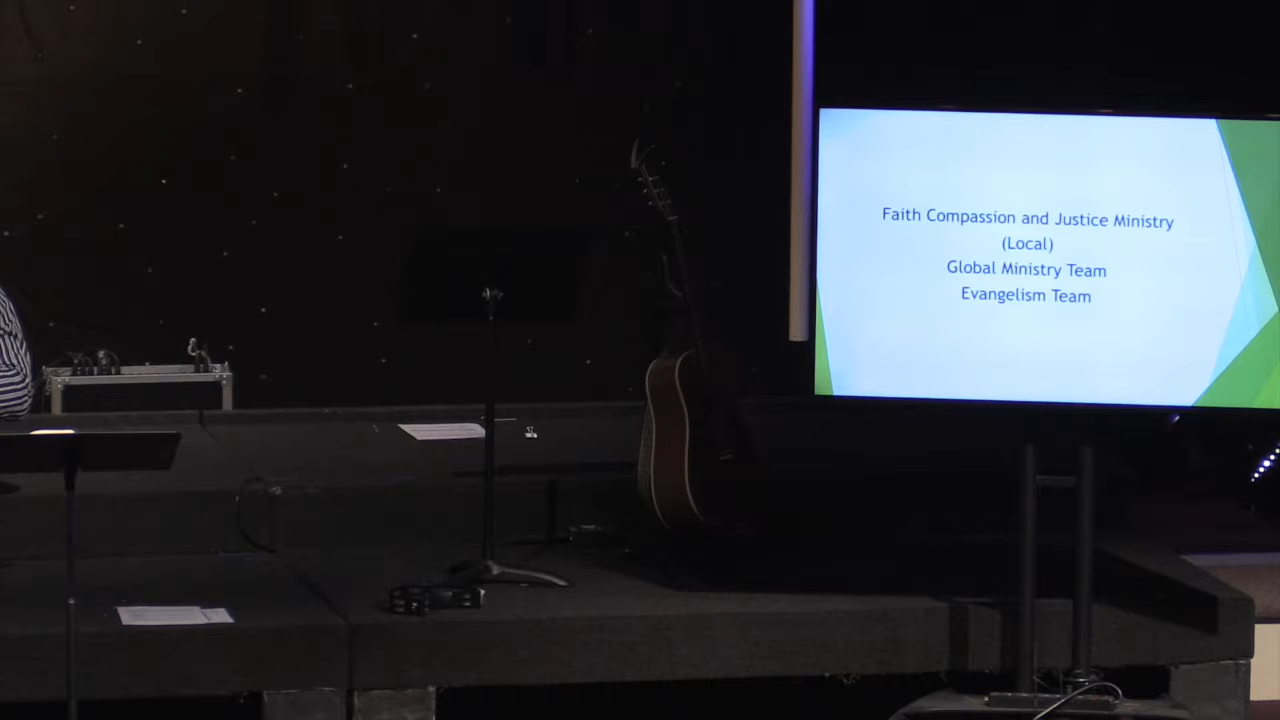 Faith Compassion and Justice Ministry
(Local)
Global Ministry Team
Evangelism Team